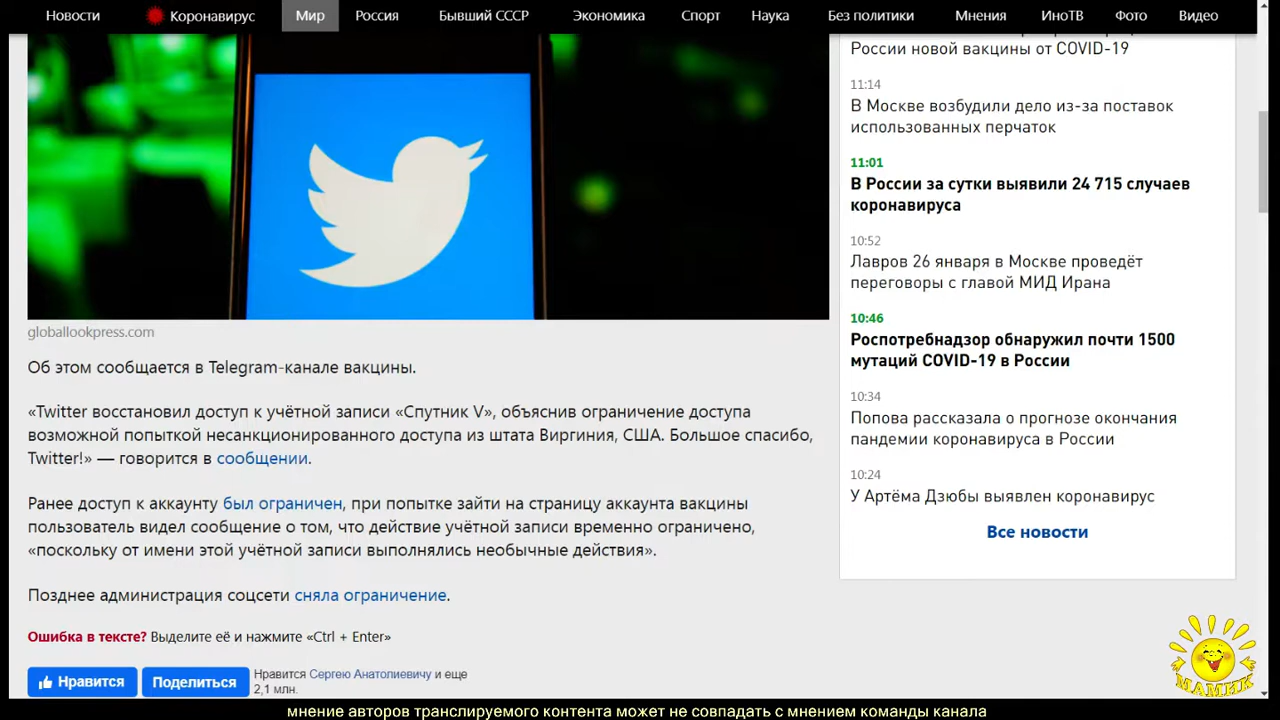 Новости Коронавирус Мир Россия Бывший СССР Экономика Спорт Наука Без политики Мнения ИноТВ Фото Видео
globallookpress.com
Об этом сообщается в Telegram-канале вакцины.
«Twitter восстановил доступ к учётной записи «Спутник V», объяснив ограничение доступа
возможной попыткой несанкционированного доступа из штата Виргиния, США. Большое спасибо,
Twitter!» — говорится в сообщении.
Ранее доступ к аккаунту был ограничен, при попытке зайти на страницу аккаунта вакцины
пользователь видел сообщение о том, что действие учётной записи временно ограничено,
«поскольку от имени этой учётной записи выполнялись необычные действия».
Позднее администрация соцсети сняла ограничение.
Ошибка в тексте? Выделите её и нажмите «Ctrl + Enter»
Нравится
Поделиться
Нравится Сергею Анатолиевичу и еще
2,1 млн.
России новой вакцины от COVID-19
11:14
В Москве возбудили дело из-за поставок
использованных перчаток
11:01
В России за сутки выявили 24 715 случаев
коронавируса
10:52
Лавров 26 января в Москве проведёт
переговоры с главой МИД Ирана
10:46
Роспотребнадзор обнаружил почти 1500
мутаций COVID-19 в России
10:34
Попова рассказала о прогнозе окончания
пандемии коронавируса в России
10:24
У Артёма Дзюбы выявлен коронавирус
Все новости
МАМИК
мнение авторов транслируемого контента может не совпадать с мнением команды канала